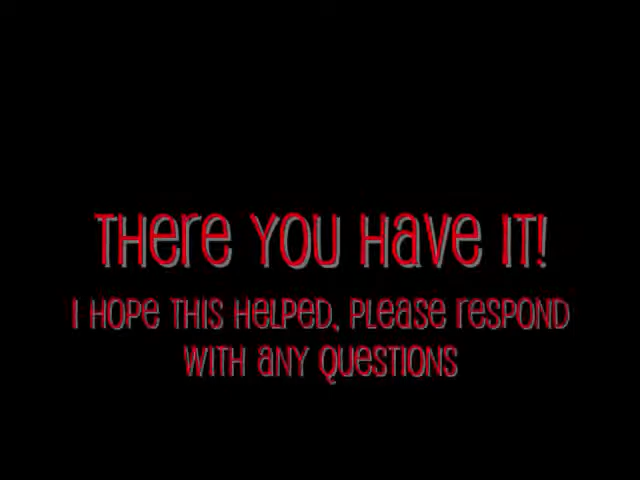 THERE YOU HAVE IT!
I HOPE THIS HELPED, PLEASE RESPOND
WITH ANY QUESTIONS